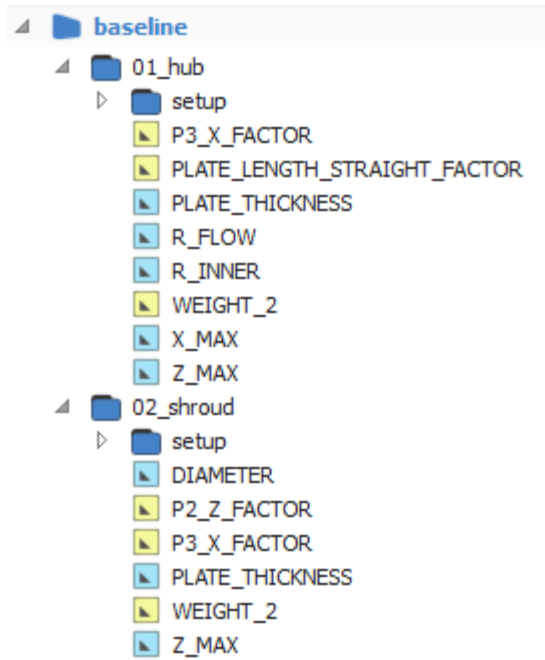 baseline
01_hub
setup
P3_X_FACTOR
PLATE_LENGTH_STRAIGHT_FACTOR
PLATE_THICKNESS
R_FLOW
R_INNER
WEIGHT_2
X_MAX
Z_MAX
02_shroud
setup
DIAMETER
P2_Z_FACTOR
P3_X_FACTOR
PLATE_THICKNESS
WEIGHT_2
Z_MAX